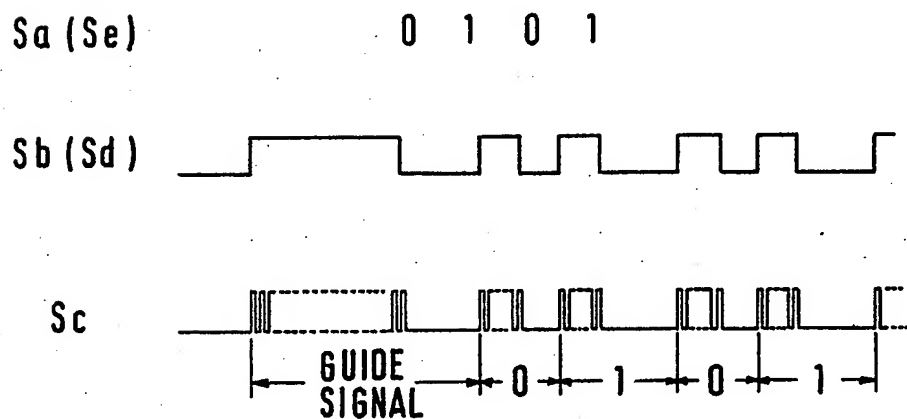 Sa (Se) 0 1 0 1
Sb (Sd)
Sc
GUIDE SIGNAL 0 1 0 1